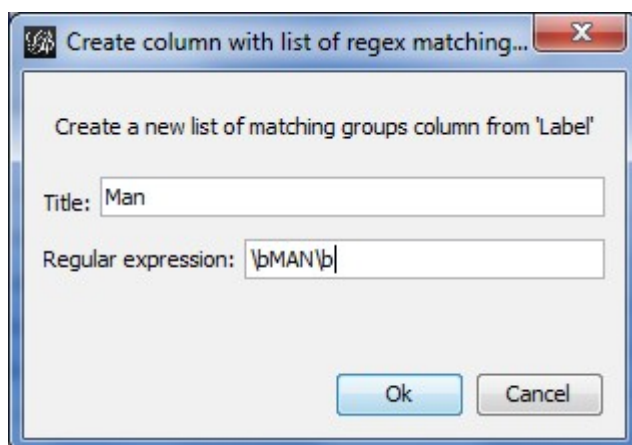 Create column with list of regex matching...
Create a new list of matching groups column from 'Label'
Title: Man
Regular expression: \bMAN\b
Ok Cancel